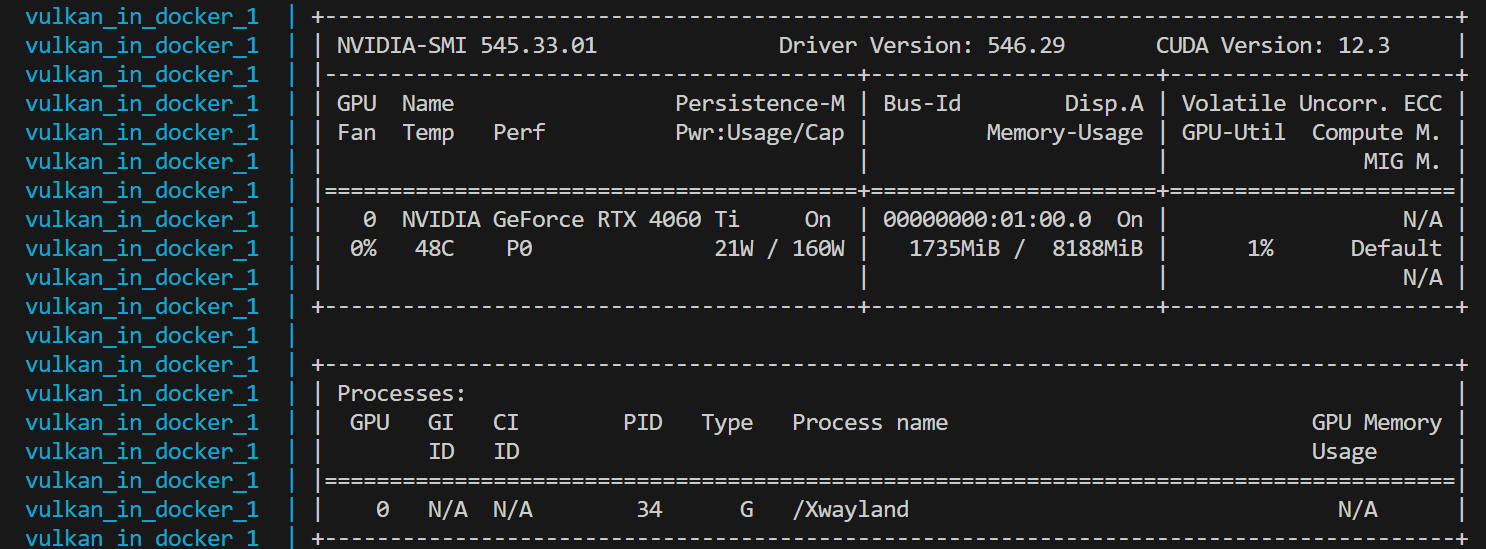 vulkan_in_docker_1  | +---------------------------------------------------------------------------------------+
vulkan_in_docker_1  | | NVIDIA-SMI 545.33.01              Driver Version: 546.29       CUDA Version: 12.3     |
vulkan_in_docker_1  | |-----------------------------------------+----------------------+----------------------+
vulkan_in_docker_1  | | GPU  Name                 Persistence-M | Bus-Id        Disp.A | Volatile Uncorr. ECC |
vulkan_in_docker_1  | | Fan  Temp   Perf          Pwr:Usage/Cap |         Memory-Usage | GPU-Util  Compute M. |
vulkan_in_docker_1  | |                                         |                      |               MIG M. |
vulkan_in_docker_1  | |=========================================+======================+======================|
vulkan_in_docker_1  | |   0  NVIDIA GeForce RTX 4060 Ti     On  | 00000000:01:00.0  On |                  N/A |
vulkan_in_docker_1  | |  0%   48C    P0              21W / 160W |   1735MiB /  8188MiB |      1%      Default |
vulkan_in_docker_1  | |                                         |                      |                  N/A |
vulkan_in_docker_1  | +-----------------------------------------+----------------------+----------------------+
vulkan_in_docker_1  |
vulkan_in_docker_1  | +---------------------------------------------------------------------------------------+
vulkan_in_docker_1  | | Processes:                                                                            |
vulkan_in_docker_1  | |  GPU   GI   CI        PID   Type   Process name                            GPU Memory |
vulkan_in_docker_1  | |        ID   ID                                                             Usage      |
vulkan_in_docker_1  | |=======================================================================================|
vulkan_in_docker_1  | |    0   N/A  N/A        34      G   /Xwayland                                 N/A      |
vulkan_in_docker_1  | +---------------------------------------------------------------------------------------+